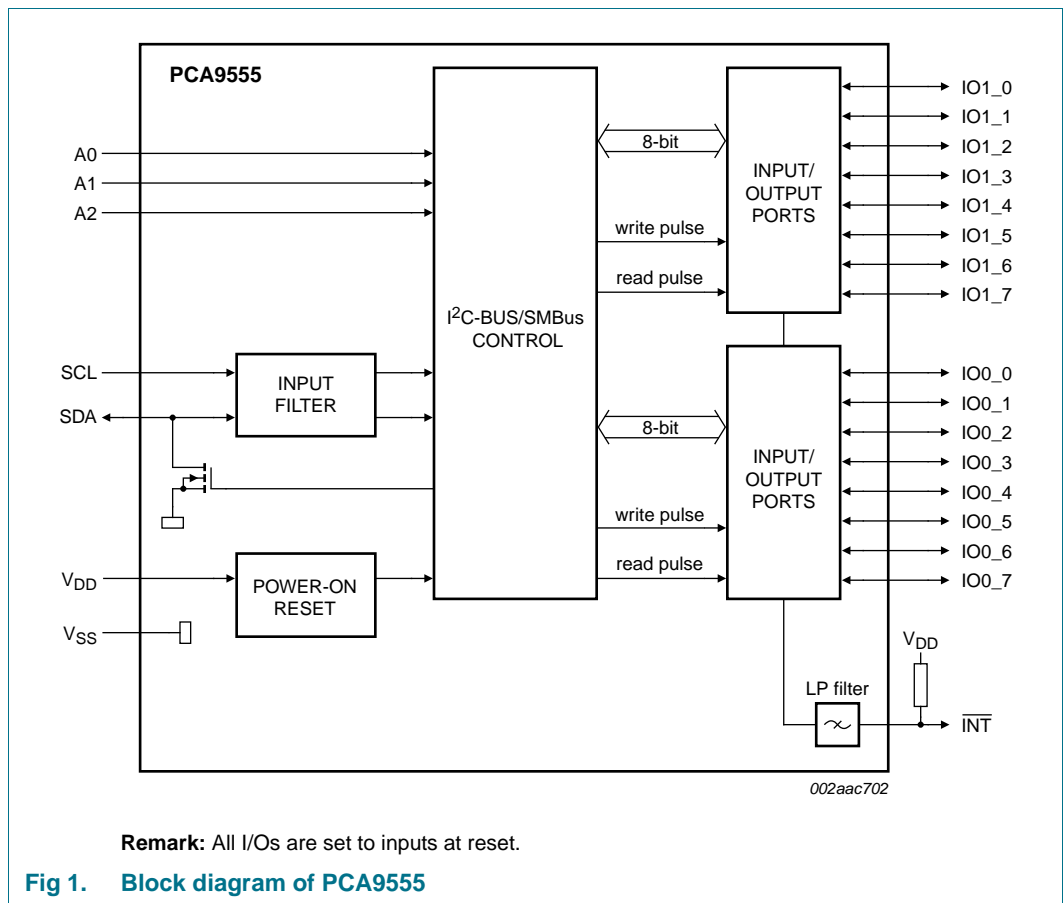 PCA9555
A0
A1
A2
SCL
SDA
VDD
VSS
INPUT
FILTER
POWER-ON
RESET
I2C-BUS/SMBus
CONTROL
8-bit
write pulse
read pulse
8-bit
write pulse
read pulse
INPUT/
OUTPUT
PORTS
INPUT/
OUTPUT
PORTS
IO1_0
IO1_1
IO1_2
IO1_3
IO1_4
IO1_5
IO1_6
IO1_7
IO0_0
IO0_1
IO0_2
IO0_3
IO0_4
IO0_5
IO0_6
IO0_7
VDD
LP filter
INT
002aac702
Remark: All I/Os are set to inputs at reset.
Fig 1. Block diagram of PCA9555